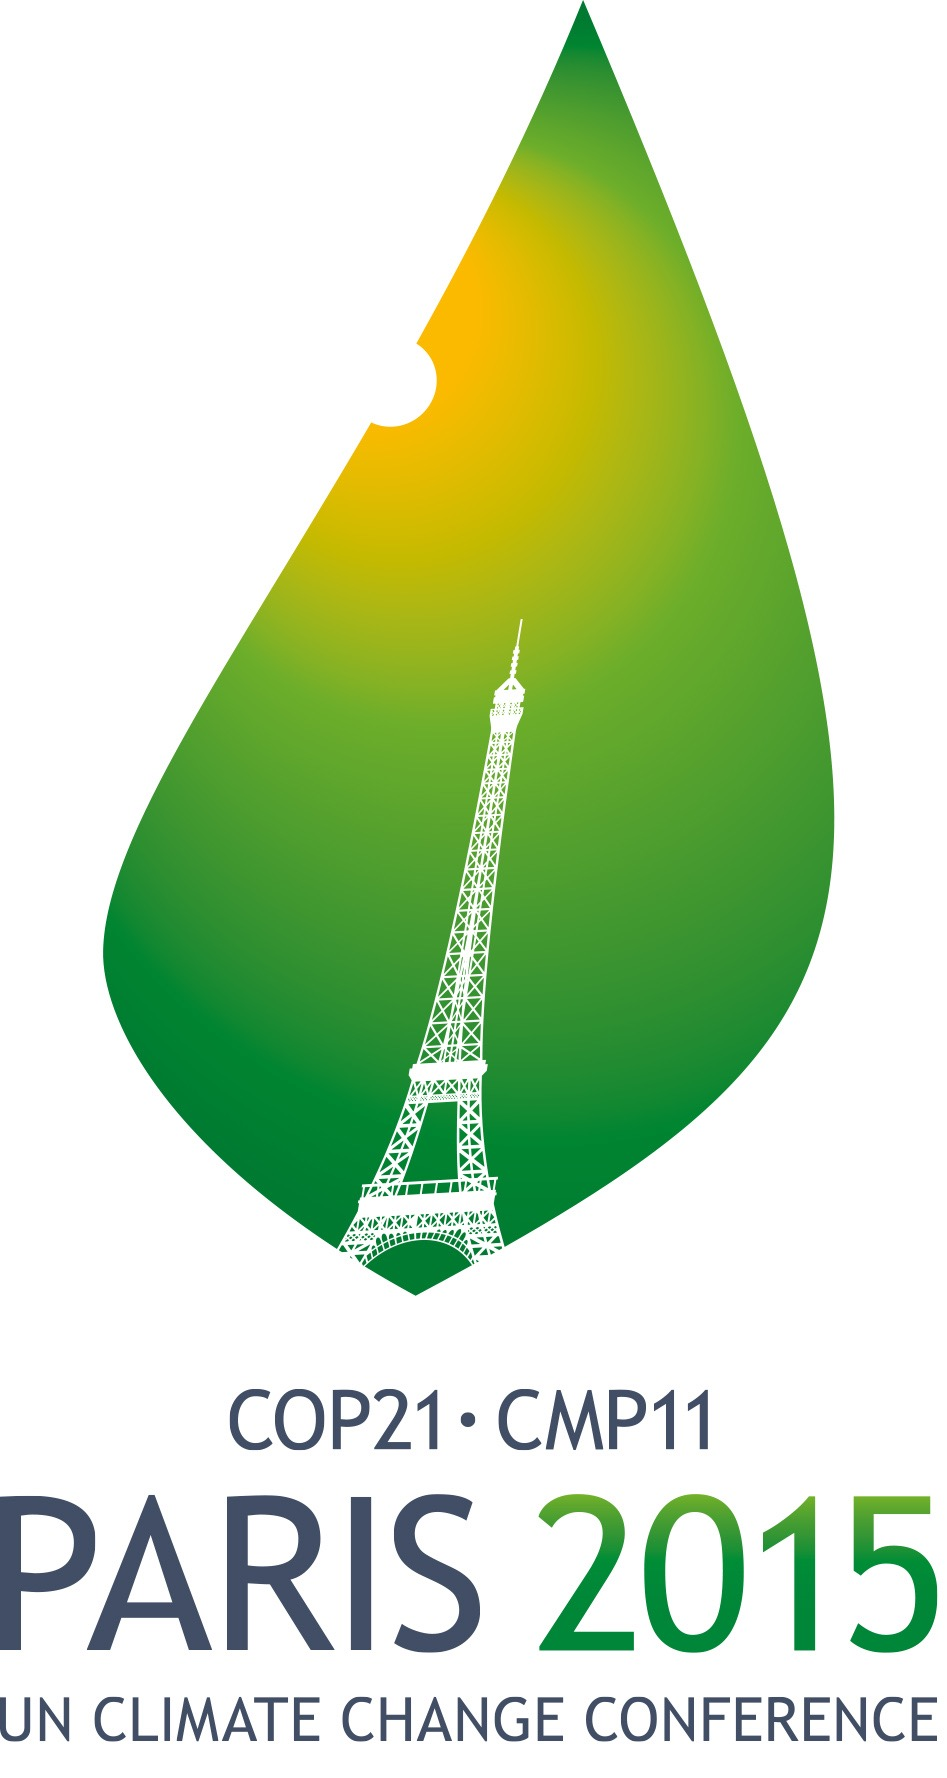 COP21 · CMP11
PARIS 2015
UN CLIMATE CHANGE CONFERENCE